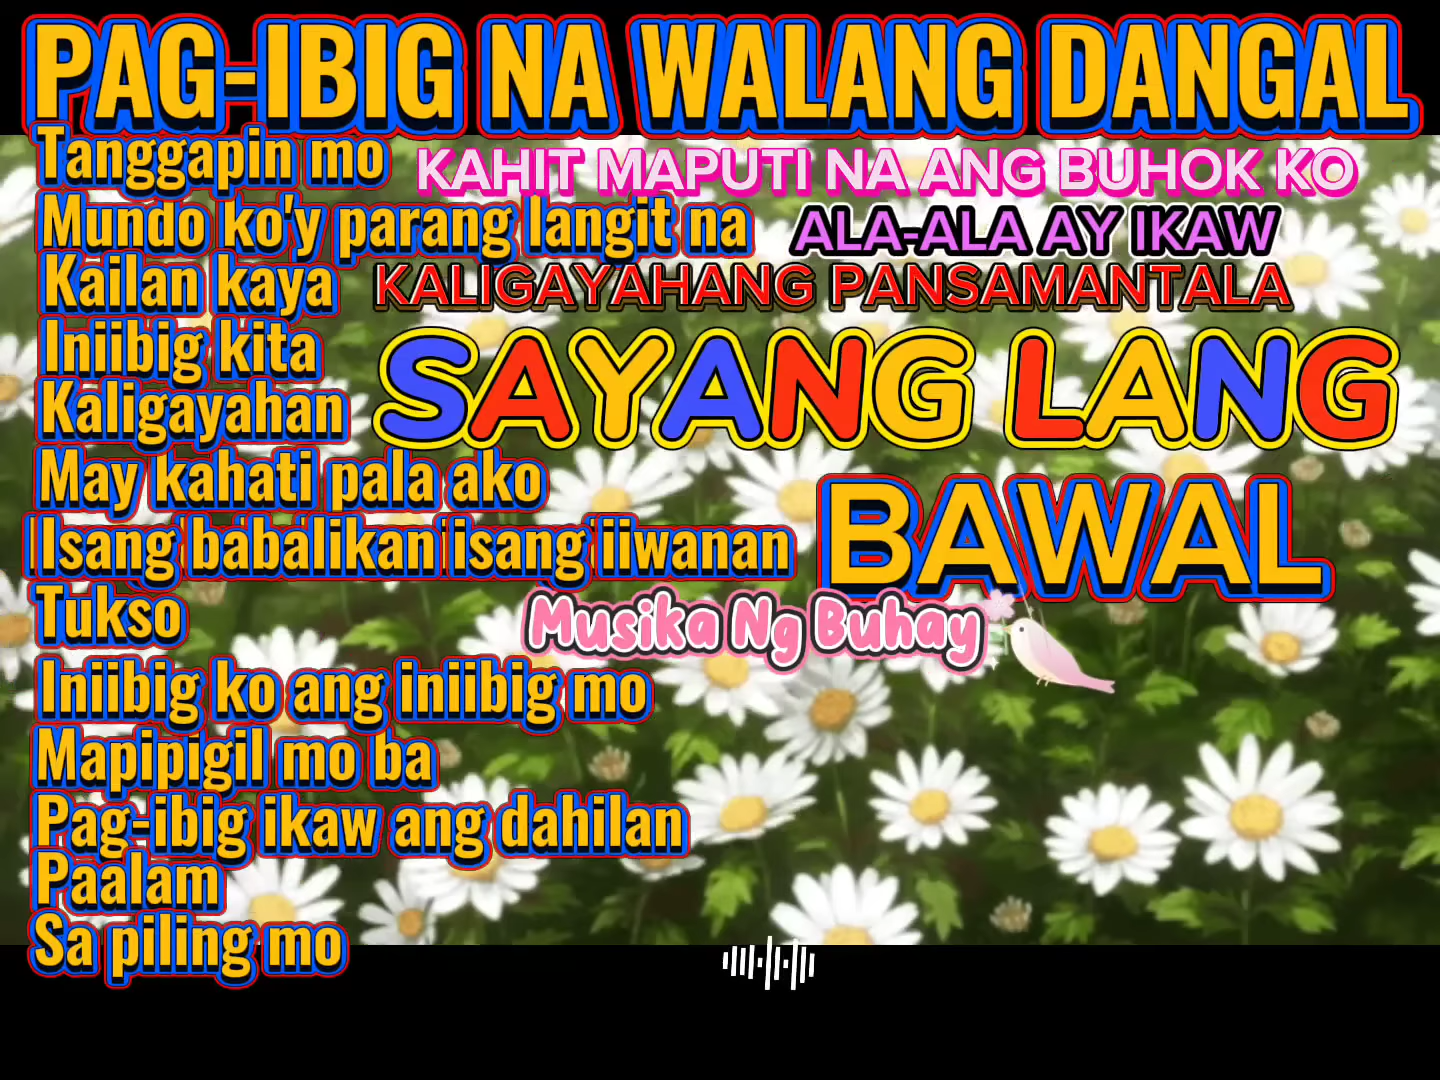 PAG-IBIG NA WALANG DANGAL
Tanggapin mo
KAHIT MAPUTI NA ANG BUHOK KO
Mundo ko'y parang langit na
ALA-ALA AY IKAW
Kailan kaya
KALIGAYAHANG PANSAMANTALA
Iniibig kita
SAYANG LANG
Kaligayahan
May kahati pala ako
BAWAL
Isang babalikan isang iiwanan
Tukso
Musika Ng Buhay
Iniibig ko ang iniibig mo
Mapipigil mo ba
Pag-ibig ikaw ang dahilan
Paalam
Sa piling mo